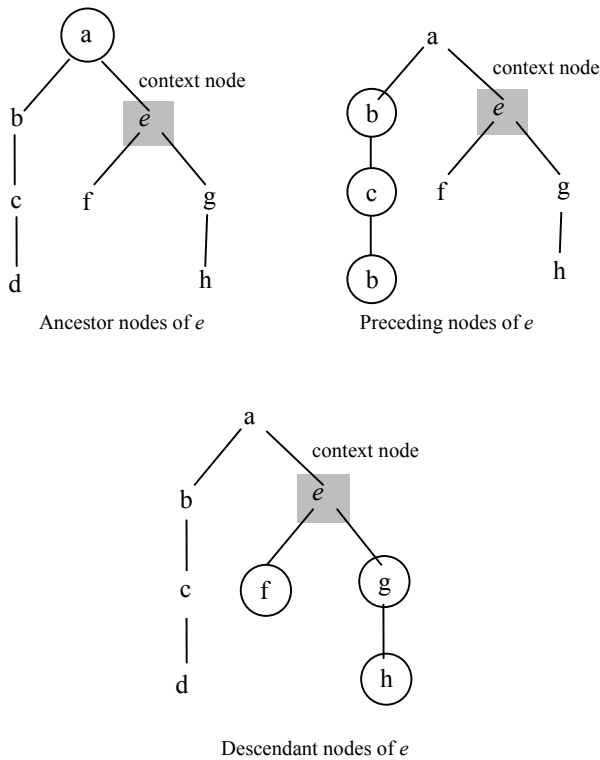 a
context node
b
e
c
f
g
d
h
Ancestor nodes of e
a
context node
b
e
c
f
g
b
h
Preceding nodes of e
a
context node
b
e
c
f
g
d
h
Descendant nodes of e